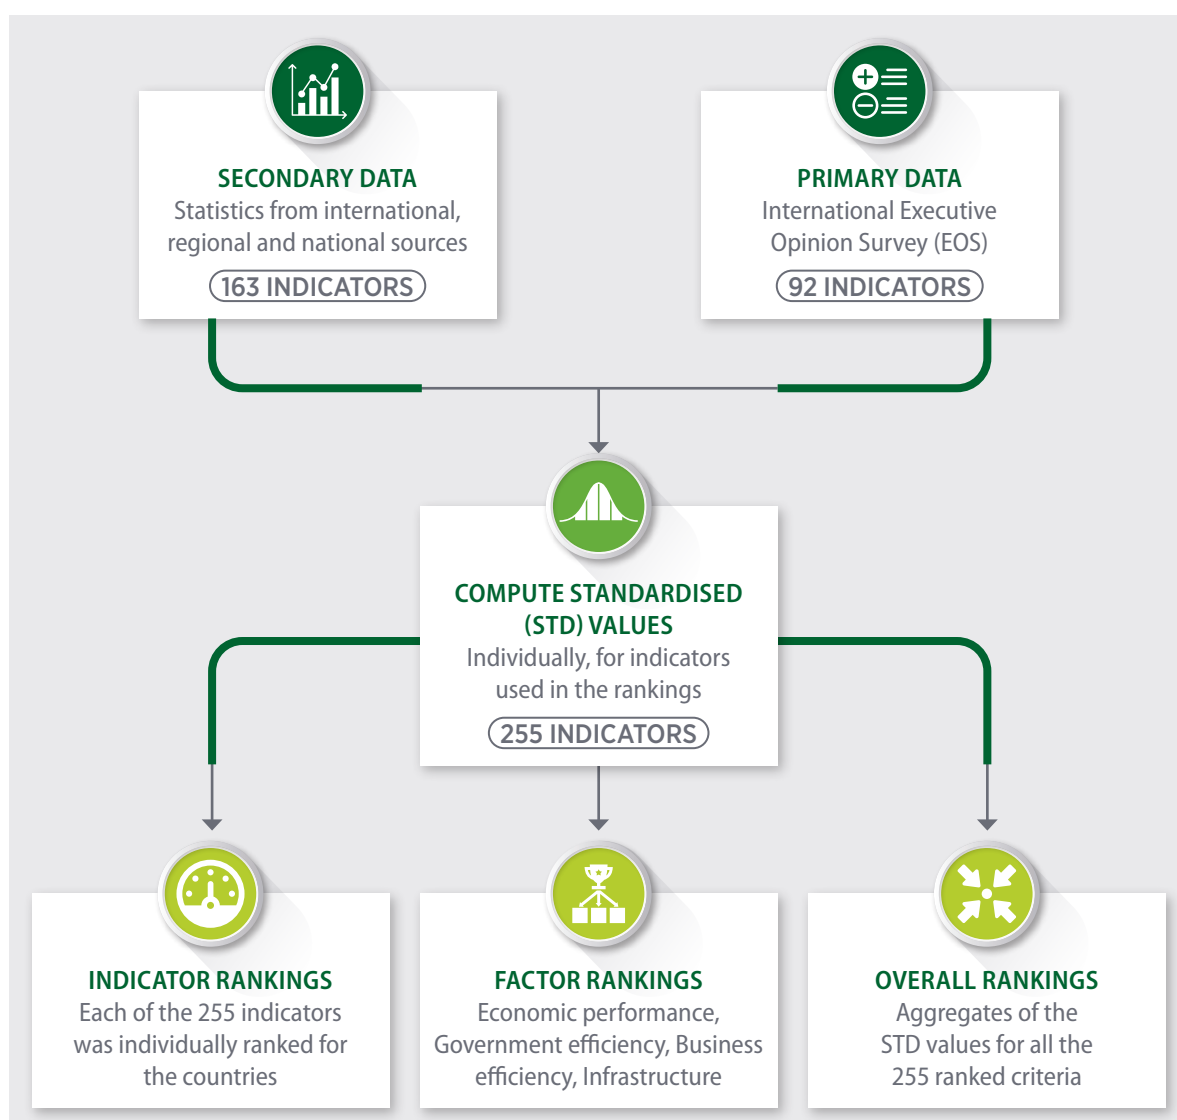 SECONDARY DATA
Statistics from international,
regional and national sources
163 INDICATORS
PRIMARY DATA
International Executive
Opinion Survey (EOS)
92 INDICATORS
COMPUTE STANDARDISED
(STD) VALUES
Individually, for indicators
used in the rankings
255 INDICATORS
INDICATOR RANKINGS
Each of the 255 indicators
was individually ranked for
the countries
FACTOR RANKINGS
Economic performance,
Government efficiency, Business
efficiency, Infrastructure
OVERALL RANKINGS
Aggregates of the
STD values for all the
255 ranked criteria